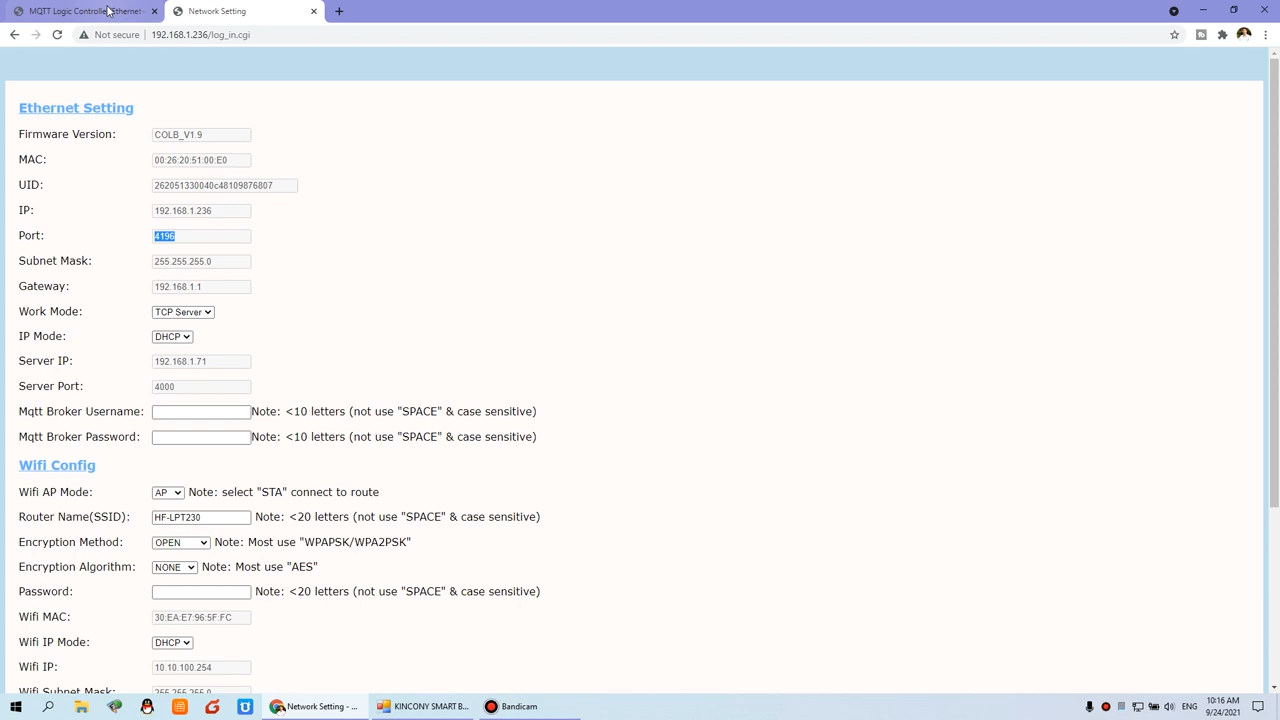 MQTT Logic Controller Ethernet
Network Setting
Not secure
192.168.1.236/log_in.cgi
Ethernet Setting
Firmware Version: COLB_V1.9
MAC: 00:26:20:51:00:E0
UID: 262051330040c48109876807
IP: 192.168.1.236
Port: 4196
Subnet Mask: 255.255.255.0
Gateway: 192.168.1.1
Work Mode: TCP Server
IP Mode: DHCP
Server IP: 192.168.1.71
Server Port: 4000
Mqtt Broker Username: Note: <10 letters (not use "SPACE" & case sensitive)
Mqtt Broker Password: Note: <10 letters (not use "SPACE" & case sensitive)
Wifi Config
Wifi AP Mode: AP Note: select "STA" connect to route
Router Name(SSID): HF-LPT230 Note: <20 letters (not use "SPACE" & case sensitive)
Encryption Method: OPEN Note: Most use "WPAPSK/WPA2PSK"
Encryption Algorithm: NONE Note: Most use "AES"
Password: Note: <20 letters (not use "SPACE" & case sensitive)
Wifi MAC: 30:EA:E7:96:5F:FC
Wifi IP Mode: DHCP
Wifi IP: 10.10.100.254
Wifi Subnet Mask: 255.255.255.0
Network Setting - ...
KINCONY SMART B...
Bandicam
ENG
10:16 AM
9/24/2021